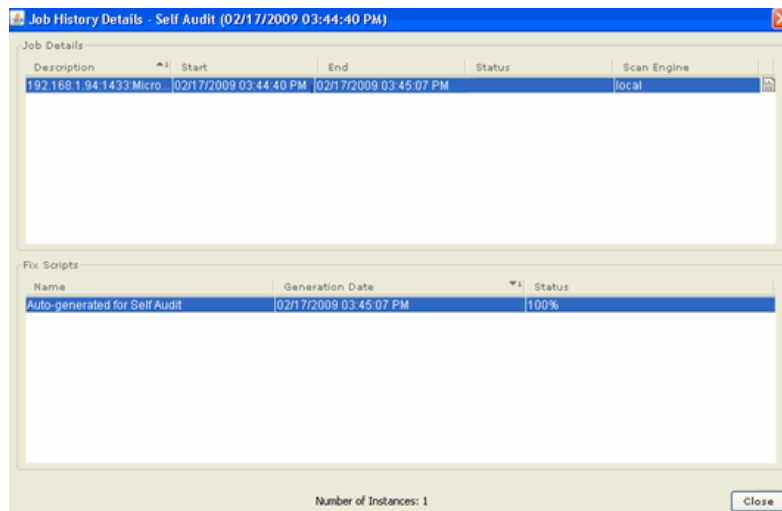 Job History Details - Self Audit (02/17/2009 03:44:40 PM)
Job Details
Description Start End Status Scan Engine
192.168.1.94:1433:Micro... 02/17/2009 03:44:40 PM 02/17/2009 03:45:07 PM local
Fix Scripts
Name Generation Date Status
Auto-generated for Self Audit 02/17/2009 03:45:07 PM 100%
Number of Instances: 1
Close